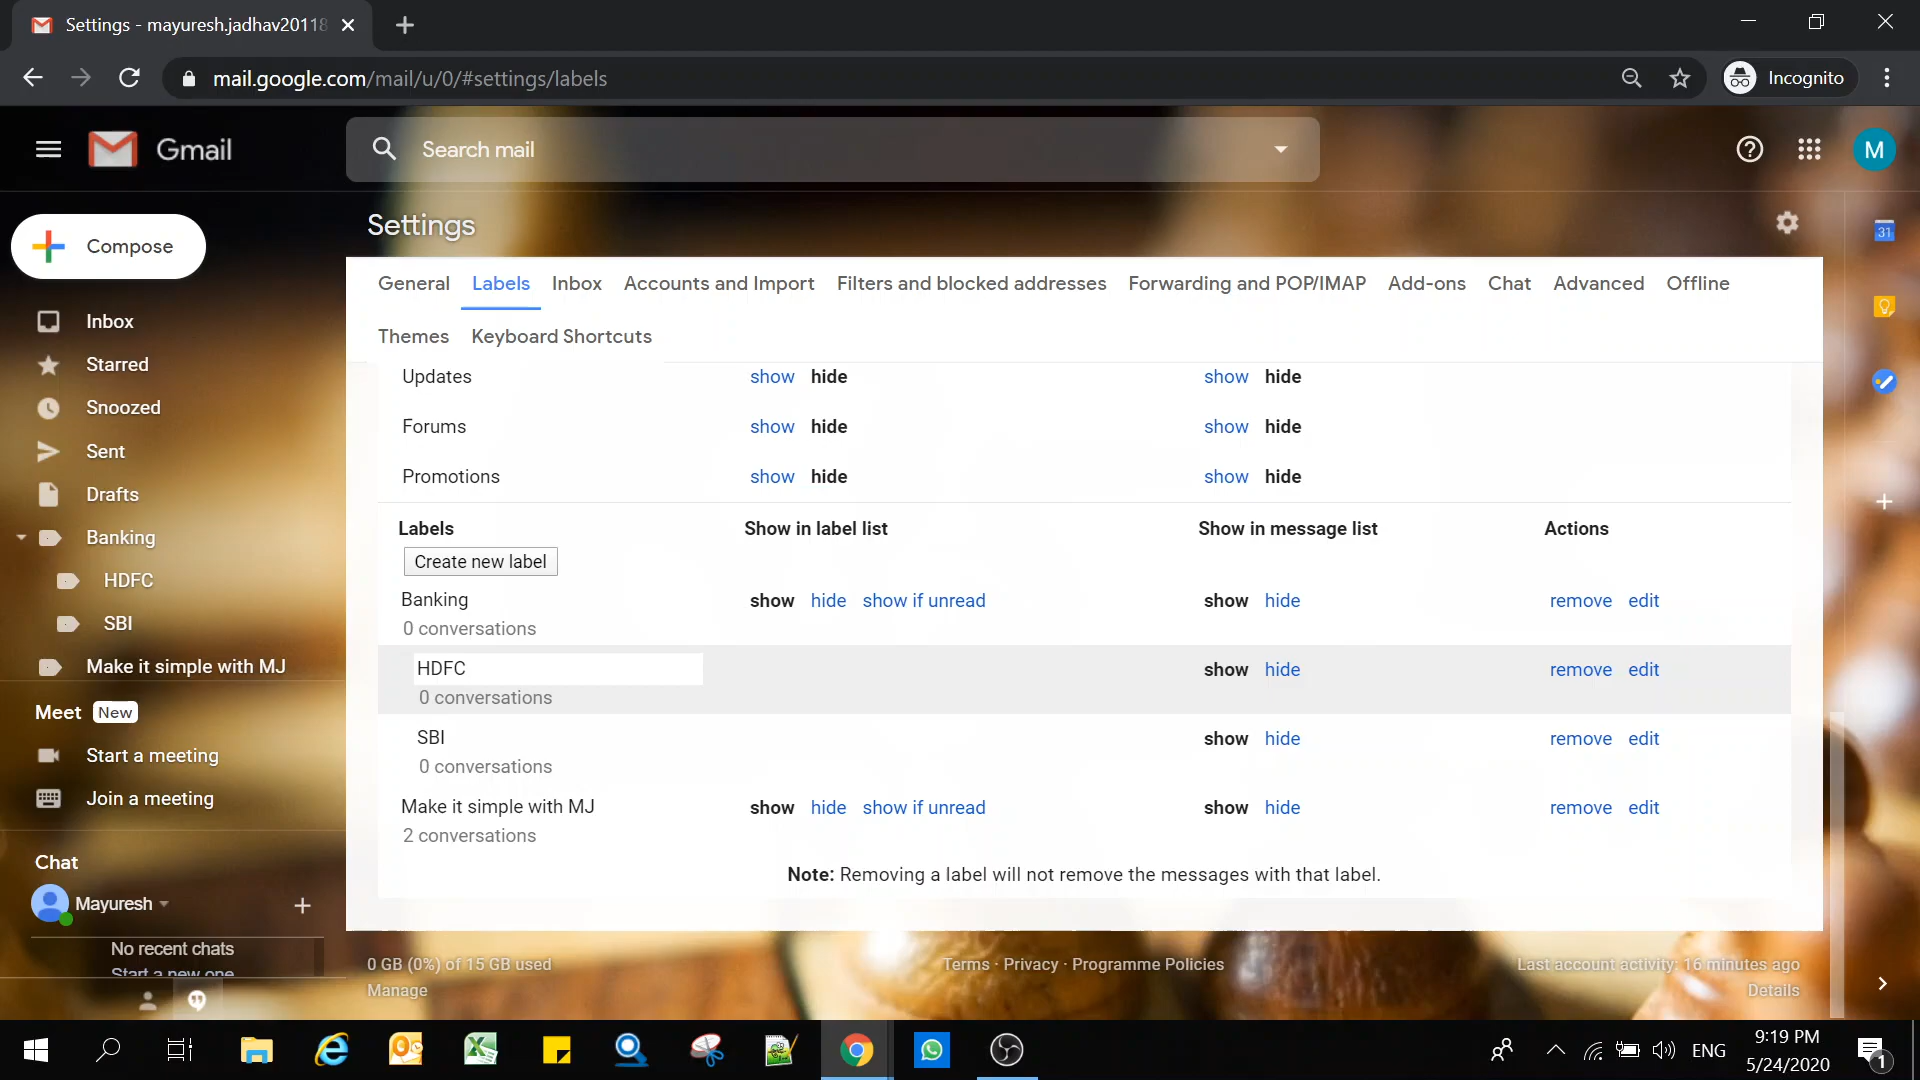 Settings - mayuresh.jadhav20118
mail.google.com/mail/u/0/#settings/labels
Incognito
Gmail
Search mail
M
Compose
Settings
31
General Labels Inbox Accounts and Import Filters and blocked addresses Forwarding and POP/IMAP Add-ons Chat Advanced Offline
Themes Keyboard Shortcuts
Inbox
Starred
Snoozed
Sent
Drafts
Banking
HDFC
SBI
Make it simple with MJ
Meet New
Start a meeting
Join a meeting
Chat
Mayuresh
No recent chats
Start a new one
Updates show hide show hide
Forums show hide show hide
Promotions show hide show hide
Labels Show in label list Show in message list Actions
Create new label
Banking show hide show if unread show hide remove edit
0 conversations
HDFC show hide remove edit
0 conversations
SBI show hide remove edit
0 conversations
Make it simple with MJ show hide show if unread show hide remove edit
2 conversations
Note: Removing a label will not remove the messages with that label.
0 GB (0%) of 15 GB used
Manage
Terms · Privacy · Programme Policies
Last account activity: 16 minutes ago
Details
ENG
9:19 PM
5/24/2020
1